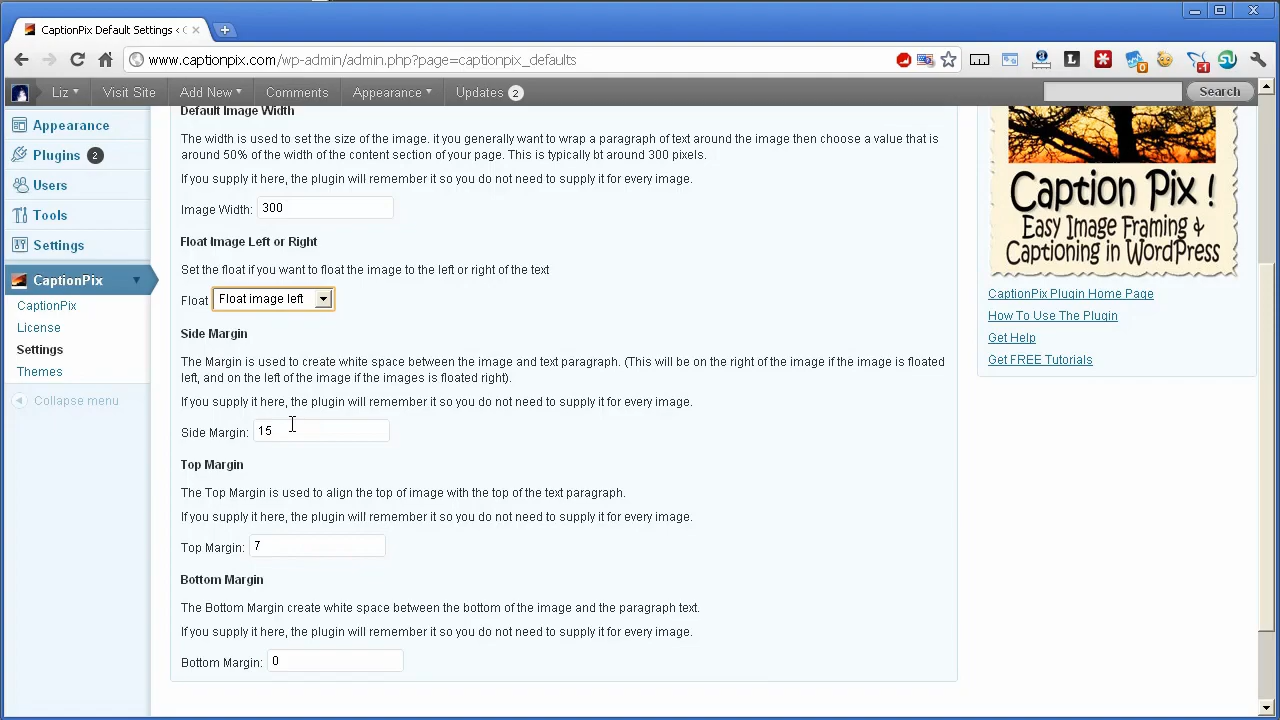 CaptionPix Default Settings ‹ C
www.captionpix.com/wp-admin/admin.php?page=captionpix_defaults
Liz Visit Site Add New Comments Appearance Updates 2 Search
Appearance
Plugins 2
Users
Tools
Settings
CaptionPix
CaptionPix
License
Settings
Themes
Collapse menu
Default Image Width
The width is used to set the size of the image. If you generally want to wrap a paragraph of text around the image then choose a value that is
around 50% of the width of the content section of your page. This is typically bt around 300 pixels.
If you supply it here, the plugin will remember it so you do not need to supply it for every image.
Image Width: 300
Float Image Left or Right
Set the float if you want to float the image to the left or right of the text
Float Float image left
Side Margin
The Margin is used to create white space between the image and text paragraph. (This will be on the right of the image if the image is floated
left, and on the left of the image if the images is floated right).
If you supply it here, the plugin will remember it so you do not need to supply it for every image.
Side Margin: 15
Top Margin
The Top Margin is used to align the top of image with the top of the text paragraph.
If you supply it here, the plugin will remember it so you do not need to supply it for every image.
Top Margin: 7
Bottom Margin
The Bottom Margin create white space between the bottom of the image and the paragraph text.
If you supply it here, the plugin will remember it so you do not need to supply it for every image.
Bottom Margin: 0
Caption Pix !
Easy Image Framing &
Captioning in WordPress
CaptionPix Plugin Home Page
How To Use The Plugin
Get Help
Get FREE Tutorials